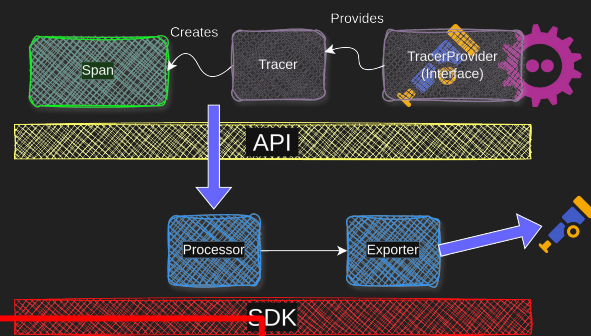 Provides
Creates
Span
Tracer
TracerProvider
(Interface)
API
Processor
Exporter
SDK